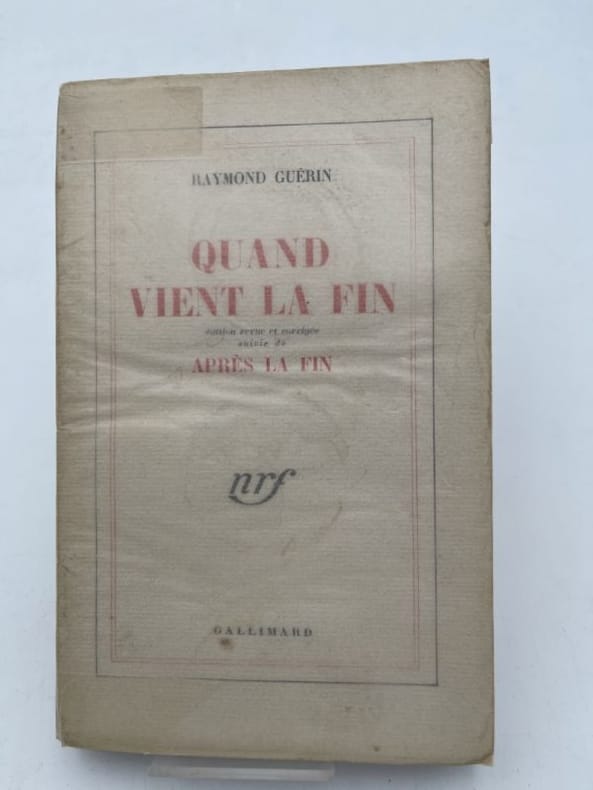 RAYMOND GUÉRIN
QUAND
VIENT LA FIN
édition revue et corrigée
suivie de
APRÈS LA FIN
nrf
GALLIMARD